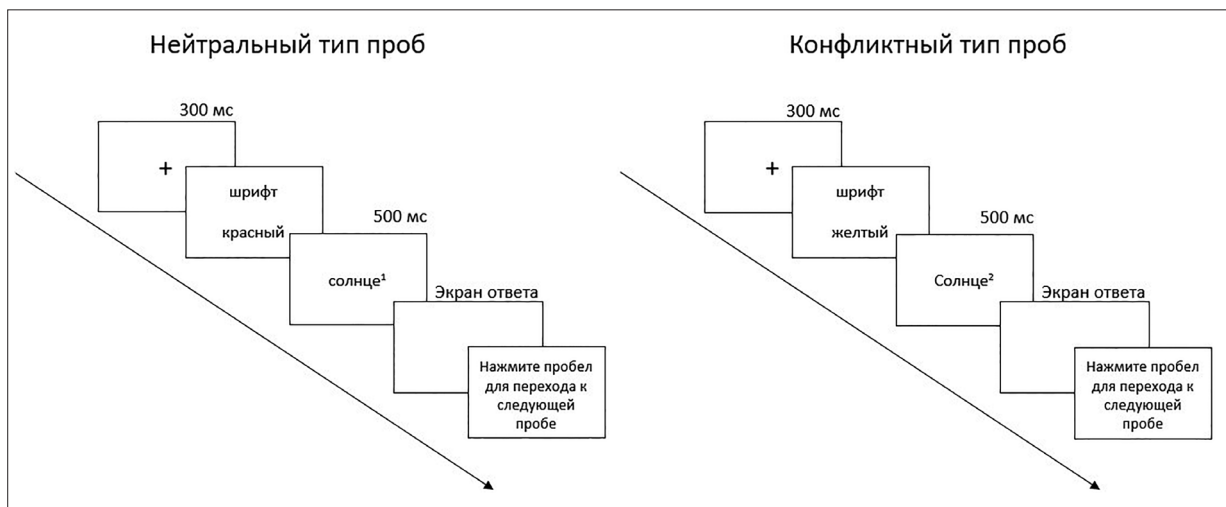 Нейтральный тип проб
300 мс
+
шрифт
красный
500 мс
солнце¹
Экран ответа
Нажмите пробел
для перехода к
следующей
пробе
Конфликтный тип проб
300 мс
+
шрифт
желтый
500 мс
Солнце²
Экран ответа
Нажмите пробел
для перехода к
следующей
пробе